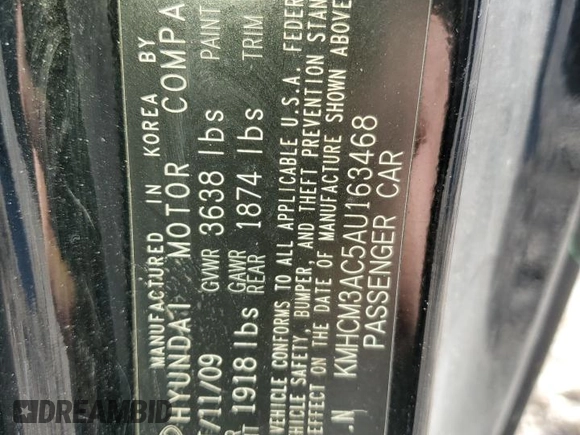 MANUFACTURED IN KOREA BY
HYUNDAI MOTOR COMPA
/11/09 GVWR 3638 lbs PAINT
1918 lbs GAWR REAR 1874 lbs TRIM
VEHICLE CONFORMS TO ALL APPLICABLE U.S.A. FEDER
HICLE SAFETY, BUMPER, AND THEFT PREVENTION STAN
EFFECT ON THE DATE OF MANUFACTURE SHOWN ABOVE
.N KMHCM3AC5AU163468
PASSENGER CAR
DREAMBID